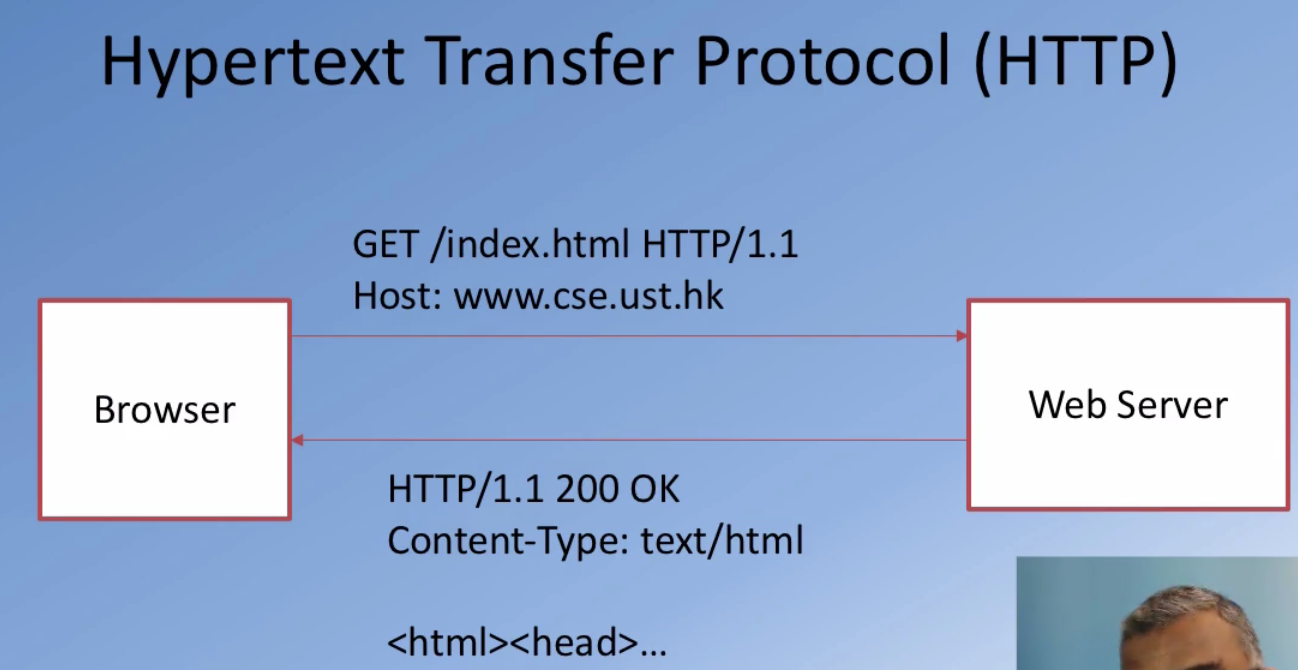 Hypertext Transfer Protocol (HTTP)
GET /index.html HTTP/1.1
Host: www.cse.ust.hk
Browser
Web Server
HTTP/1.1 200 OK
Content-Type: text/html
<html><head>...